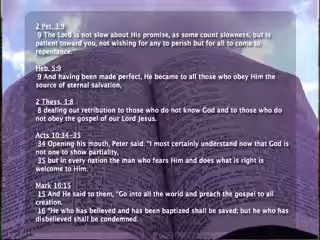 2 Pet. 3:9
9 The Lord is not slow about His promise, as some count slowness, but is
patient toward you, not wishing for any to perish but for all to come to
repentance.
Heb. 5:9
9 And having been made perfect, He became to all those who obey Him the
source of eternal salvation,
2 Thess. 1:8
8 dealing out retribution to those who do not know God and to those who do
not obey the gospel of our Lord Jesus.
Acts 10:34-35
34 Opening his mouth, Peter said: "I most certainly understand now that God is
not one to show partiality,
35 but in every nation the man who fears Him and does what is right is
welcome to Him.
Mark 16:15
15 And He said to them, "Go into all the world and preach the gospel to all
creation.
16 "He who has believed and has been baptized shall be saved; but he who has
disbelieved shall be condemned.